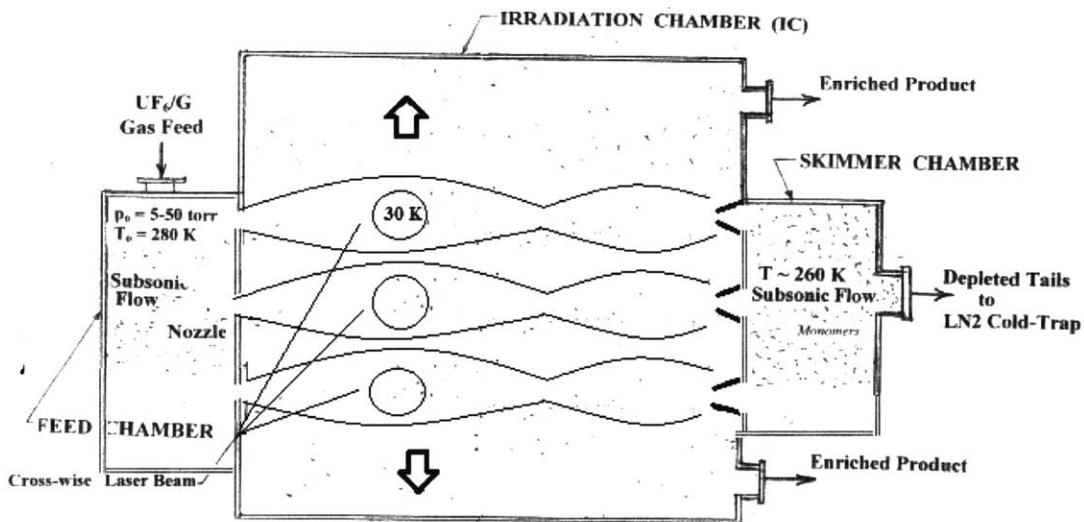 IRRADIATION CHAMBER (IC)
UF₆/G
Gas Feed
Enriched Product
SKIMMER CHAMBER
p₀ = 5-50 torr
T₀ = 280 K
30 K
Subsonic
Flow
T ~ 260 K
Subsonic Flow
Depleted Tails
to
LN2 Cold-Trap
Nozzle
Monomers
FEED CHAMBER
Cross-wise Laser Beam
Enriched Product